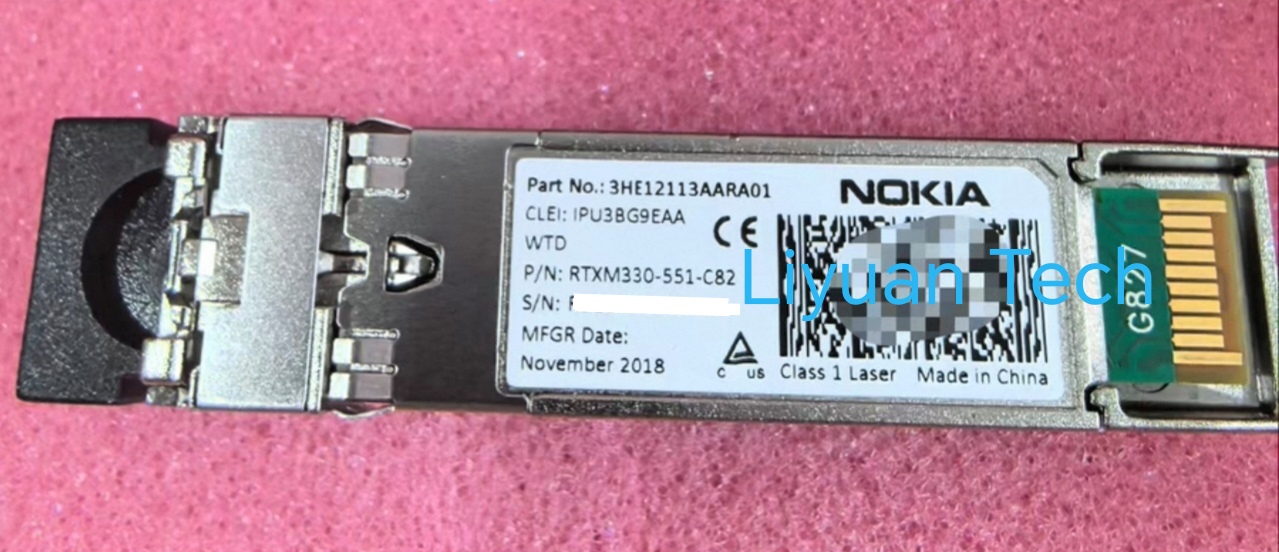 Part No.: 3HE12113AARA01
NOKIA
CLEI: IPU3BG9EAA
CE
WTD
P/N: RTXM330-551-C82
S/N:
MFGR Date:
November 2018
C US
Class 1 Laser
Made in China
Liyuan Tech
G827